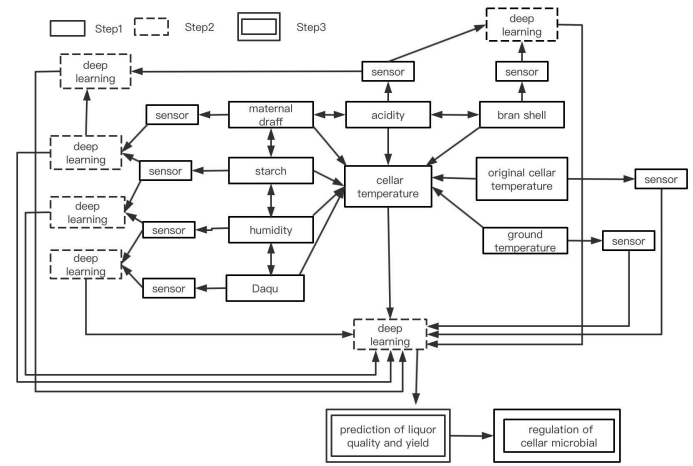 Step1
Step2
Step3
deep
learning
deep
learning
sensor
sensor
sensor
maternal
draff
acidity
bran shell
deep
learning
sensor
starch
cellar
temperature
original cellar
temperature
sensor
deep
learning
sensor
humidity
ground
temperature
sensor
deep
learning
sensor
Daqu
deep
learning
prediction of liquor
quality and yield
regulation of
cellar microbial